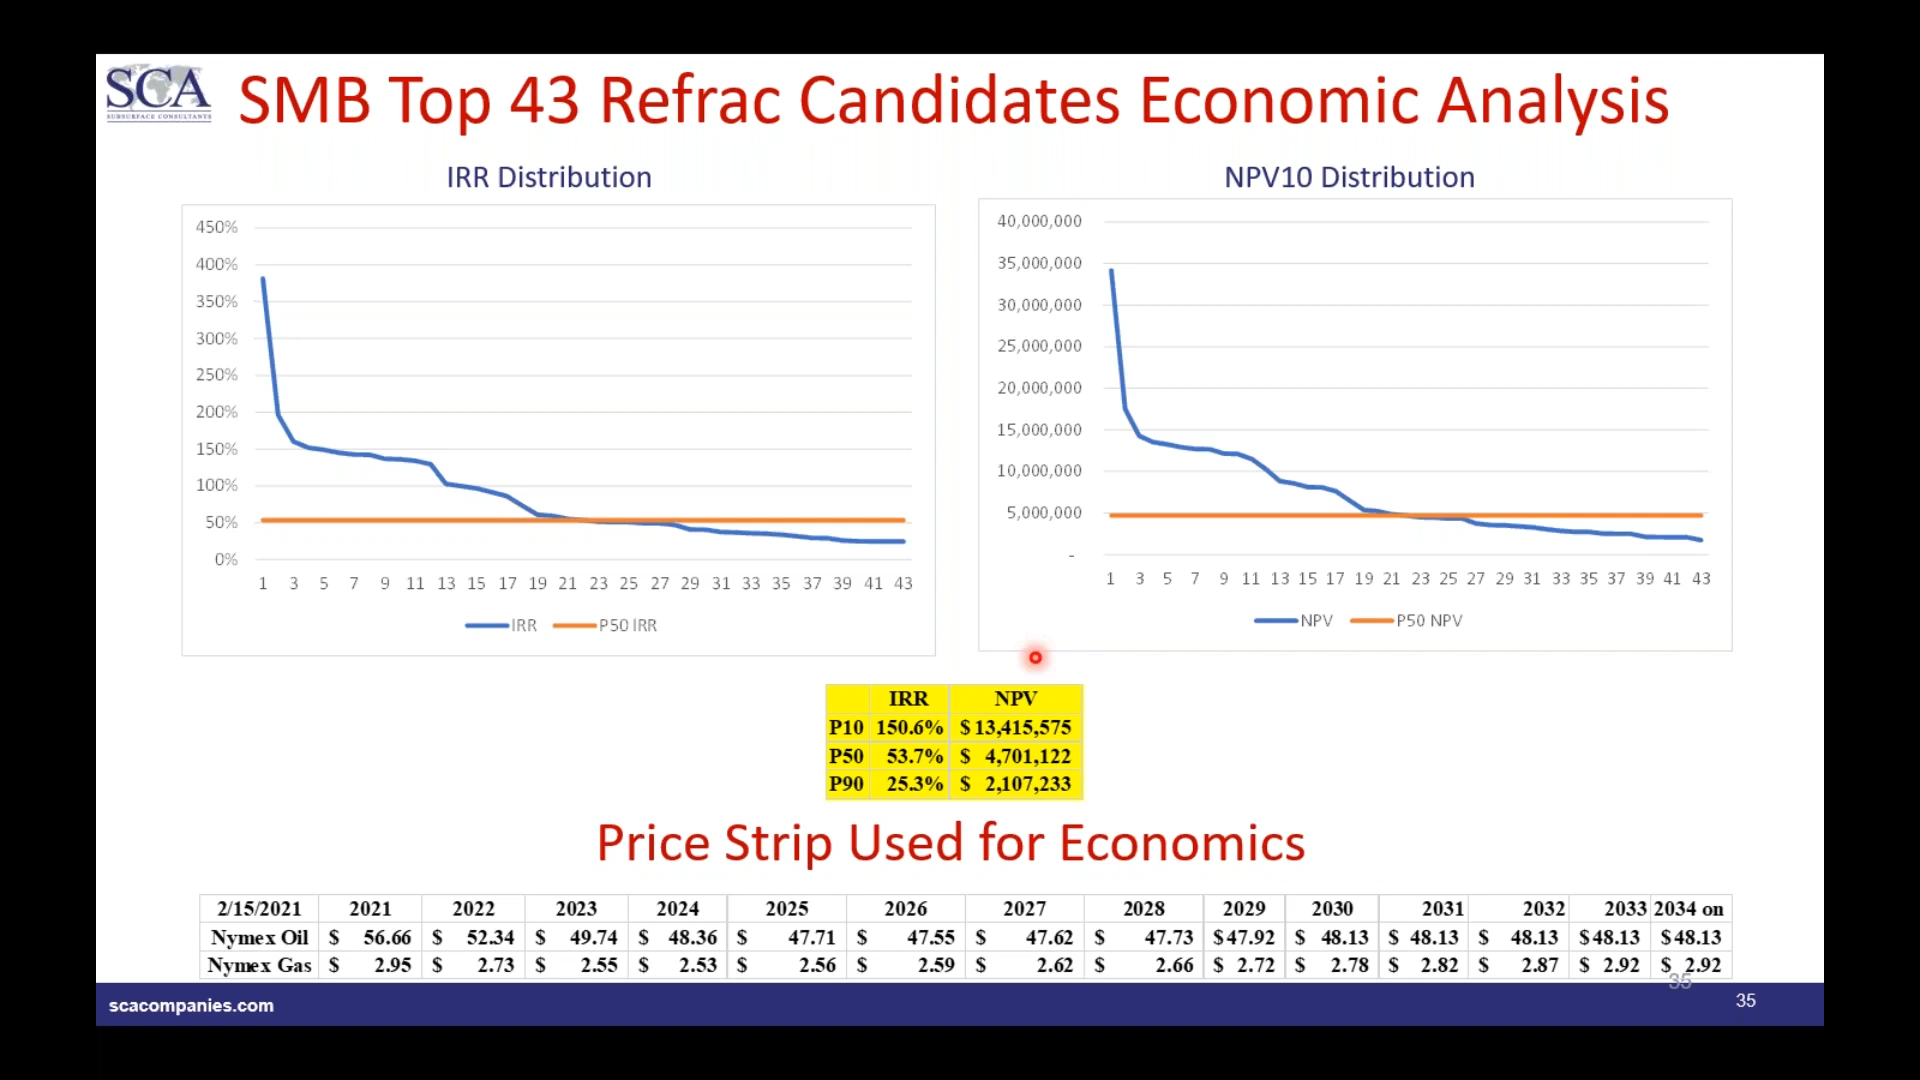 SCA
SUBSURFACE CONSULTANTS
SMB Top 43 Refrac Candidates Economic Analysis
IRR Distribution
450%
400%
350%
300%
250%
200%
150%
100%
50%
0%
1 3 5 7 9 11 13 15 17 19 21 23 25 27 29 31 33 35 37 39 41 43
IRR P50 IRR
NPV10 Distribution
40,000,000
35,000,000
30,000,000
25,000,000
20,000,000
15,000,000
10,000,000
5,000,000
-
1 3 5 7 9 11 13 15 17 19 21 23 25 27 29 31 33 35 37 39 41 43
NPV P50 NPV
IRR NPV
P10 150.6% $ 13,415,575
P50 53.7% $ 4,701,122
P90 25.3% $ 2,107,233
Price Strip Used for Economics
2/15/2021 2021 2022 2023 2024 2025 2026 2027 2028 2029 2030 2031 2032 2033 2034 on
Nymex Oil $ 56.66 $ 52.34 $ 49.74 $ 48.36 $ 47.71 $ 47.55 $ 47.62 $ 47.73 $ 47.92 $ 48.13 $ 48.13 $ 48.13 $ 48.13 $ 48.13
Nymex Gas $ 2.95 $ 2.73 $ 2.55 $ 2.53 $ 2.56 $ 2.59 $ 2.62 $ 2.66 $ 2.72 $ 2.78 $ 2.82 $ 2.87 $ 2.92 $ 2.92
35
scacompanies.com
35